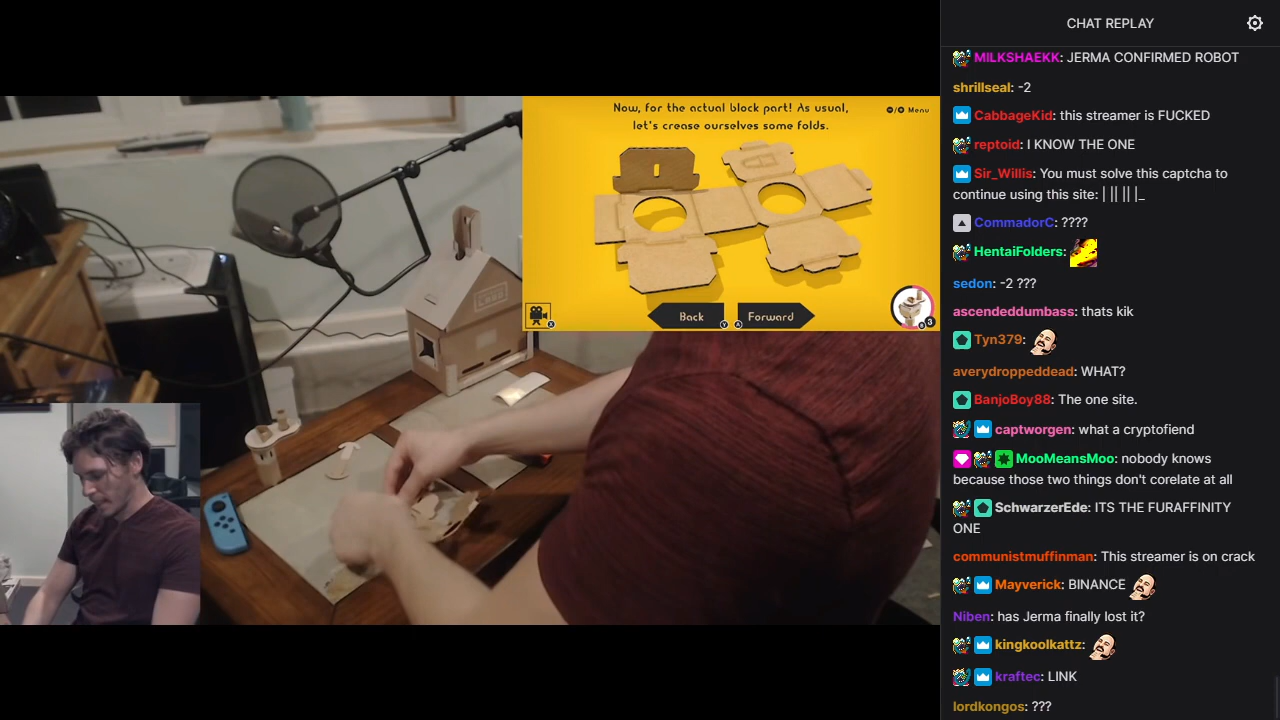 Now, for the actual block part! As usual,
let's crease ourselves some folds.
⊖/⊕ Menu
Back
Forward
X
Y
A
B
3
CHAT REPLAY
MILKSHAEKK: JERMA CONFIRMED ROBOT
shrillseal: -2
CabbageKid: this streamer is FUCKED
reptoid: I KNOW THE ONE
Sir_Willis: You must solve this captcha to
continue using this site: | || || |_
CommadorC: ????
HentaiFolders:
sedon: -2 ???
ascendeddumbass: thats kik
Tyn379:
averydroppeddead: WHAT?
BanjoBoy88: The one site.
captworgen: what a cryptofiend
MooMeansMoo: nobody knows
because those two things don't corelate at all
SchwarzerEde: ITS THE FURAFFINITY
ONE
communistmuffinman: This streamer is on crack
Mayverick: BINANCE
Niben: has Jerma finally lost it?
kingkoolkattz:
kraftec: LINK
lordkongos: ???